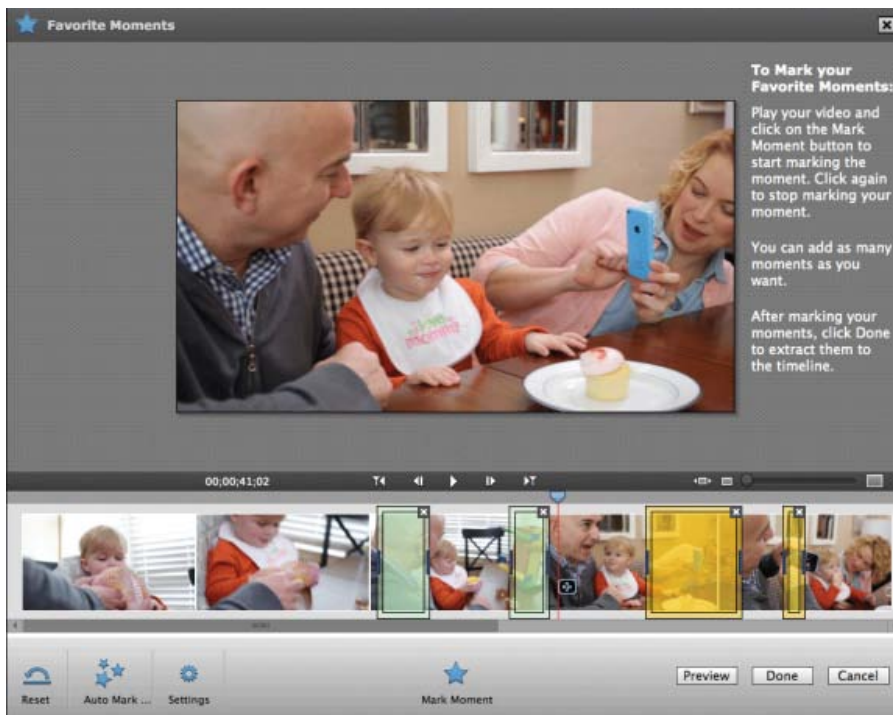 Favorite Moments
To Mark your
Favorite Moments:
Play your video and
click on the Mark
Moment button to
start marking the
moment. Click again
to stop marking your
moment.
You can add as many
moments as you
want.
After marking your
moments, click Done
to extract them to
the timeline.
00;00;41;02
Reset
Auto Mark ...
Settings
Mark Moment
Preview
Done
Cancel